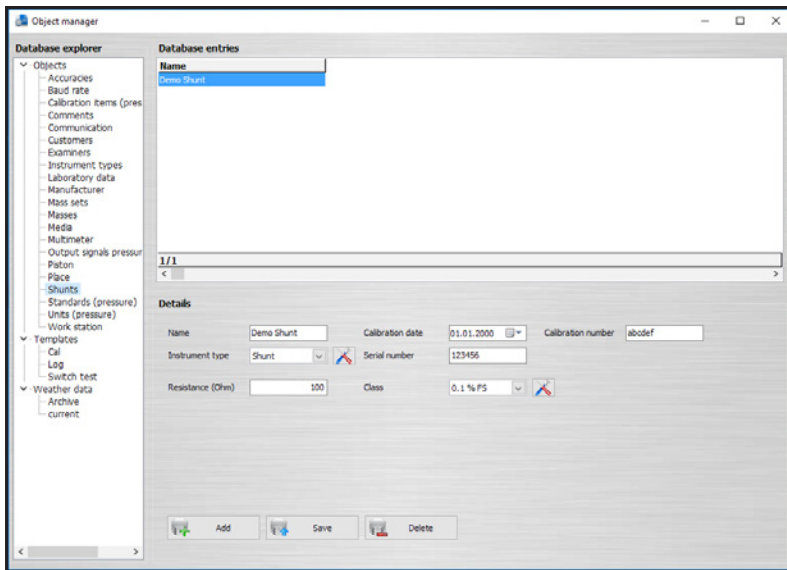 Object manager
Database explorer
Objects
Accuracies
Baud rate
Calibration items (pres
Comments
Communication
Customers
Examiners
Instrument types
Laboratory data
Manufacturer
Mass sets
Masses
Media
Multimeter
Output signals pressur
Piston
Place
Shunts
Standards (pressure)
Units (pressure)
Work station
Templates
Cal
Log
Switch test
Weather data
Archive
current
Database entries
Name
Demo Shunt
1/1
Details
Name Demo Shunt Calibration date 01.01.2000 Calibration number abcdef
Instrument type Shunt Serial number 123456
Resistance (Ohm) 100 Class 0.1 % FS
Add Save Delete